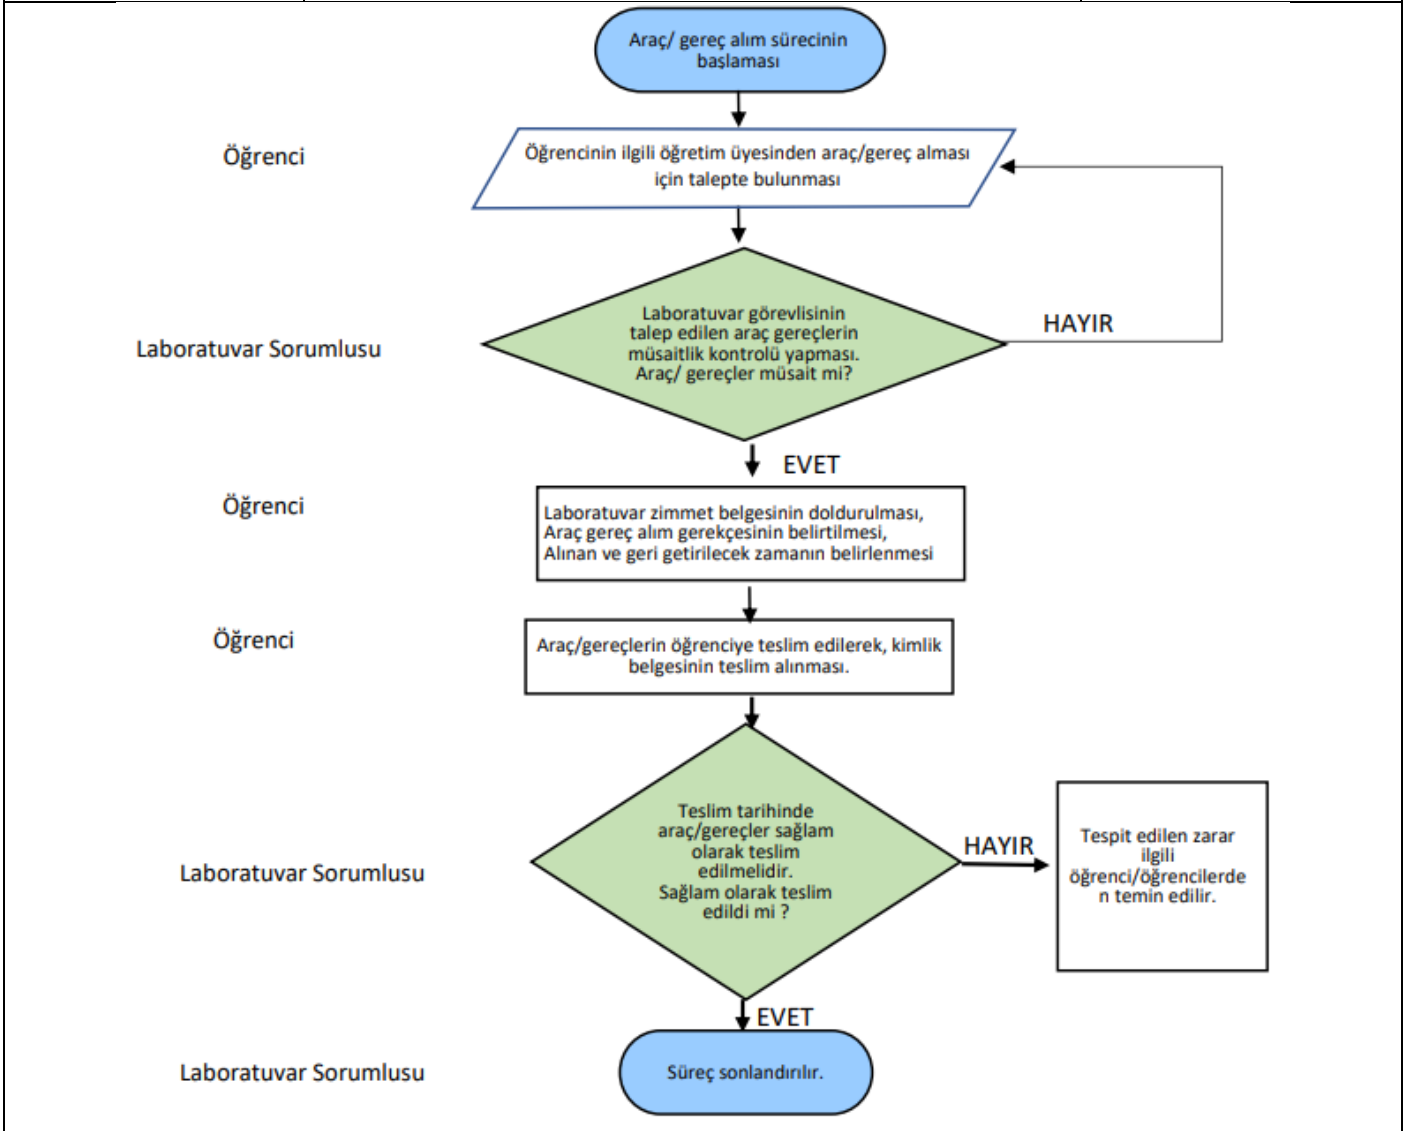 Araç/ gereç alım sürecinin
başlaması
Öğrenci
Öğrencinin ilgili öğretim üyesinden araç/gereç alması
için talepte bulunması
Laboratuvar Sorumlusu
Laboratuvar görevlisinin
talep edilen araç gereçlerin
müsaitlik kontrolü yapması.
Araç/ gereçler müsait mi?
HAYIR
EVET
Öğrenci
Laboratuvar zimmet belgesinin doldurulması,
Araç gereç alım gerekçesinin belirtilmesi,
Alınan ve geri getirilecek zamanın belirlenmesi
Öğrenci
Araç/gereçlerin öğrenciye teslim edilerek, kimlik
belgesinin teslim alınması.
Laboratuvar Sorumlusu
Teslim tarihinde
araç/gereçler sağlam
olarak teslim
edilmelidir.
Sağlam olarak teslim
edildi mi ?
HAYIR
Tespit edilen zarar
ilgili
öğrenci/öğrencilerde
n temin edilir.
EVET
Laboratuvar Sorumlusu
Süreç sonlandırılır.